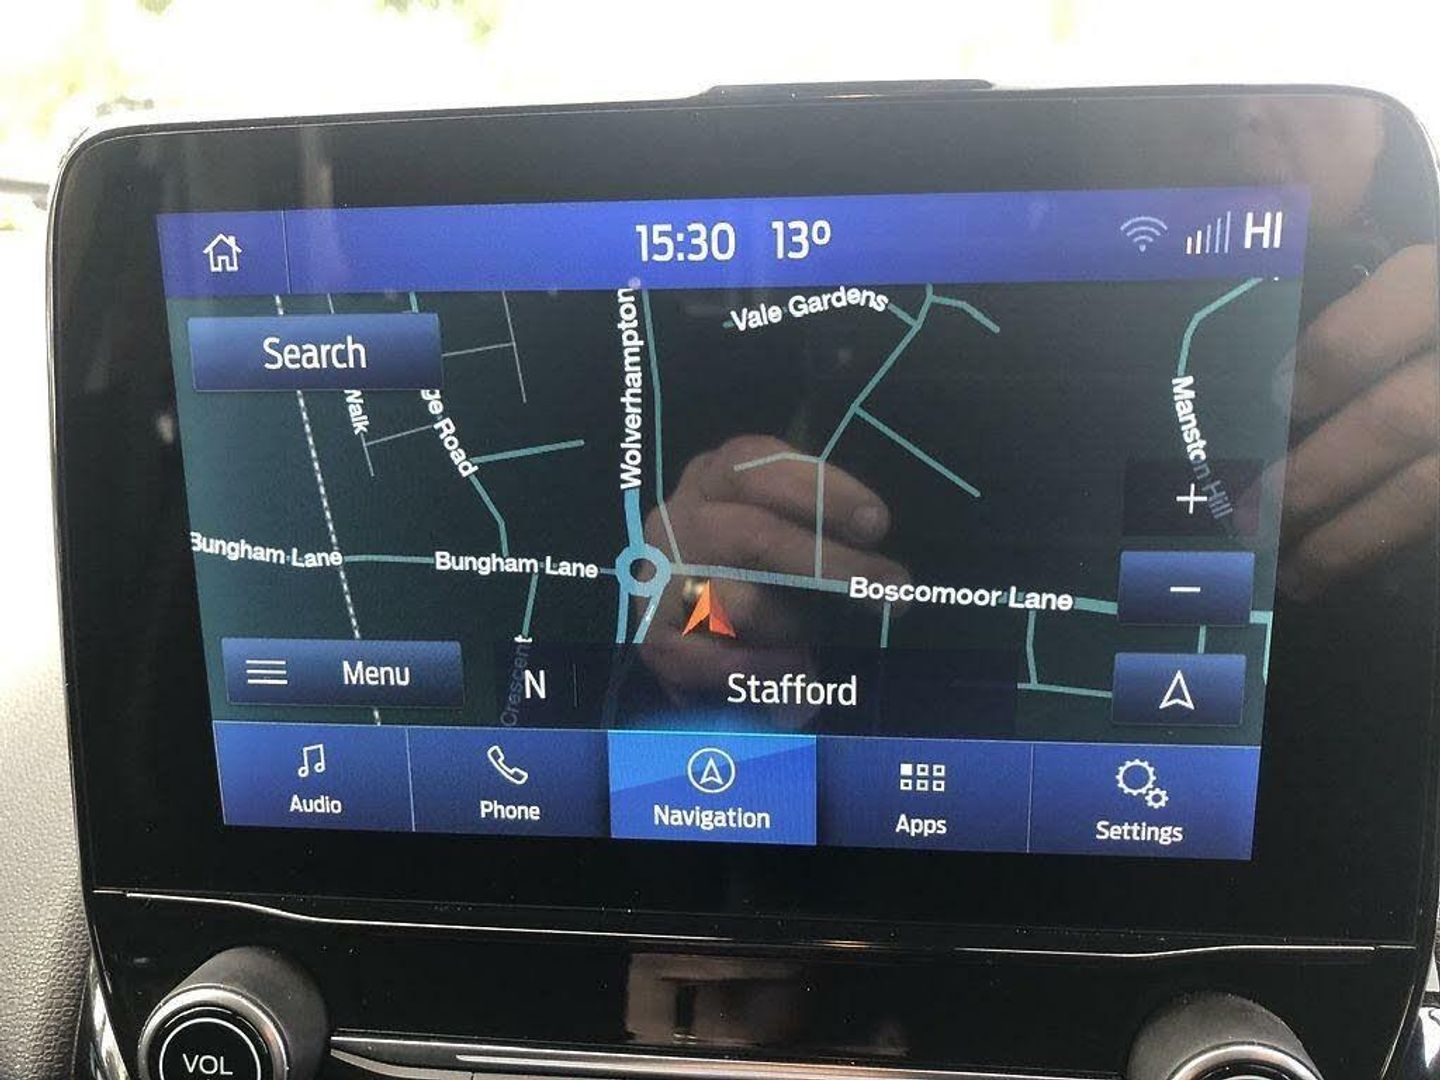 15:30 13º HI
Search
Wolverhampton
Vale Gardens
Walk
Road
Manston Hill
Bungham Lane
Bungham Lane
Boscomoor Lane
Crescent
Menu
N
Stafford
Audio
Phone
Navigation
Apps
Settings
VOL